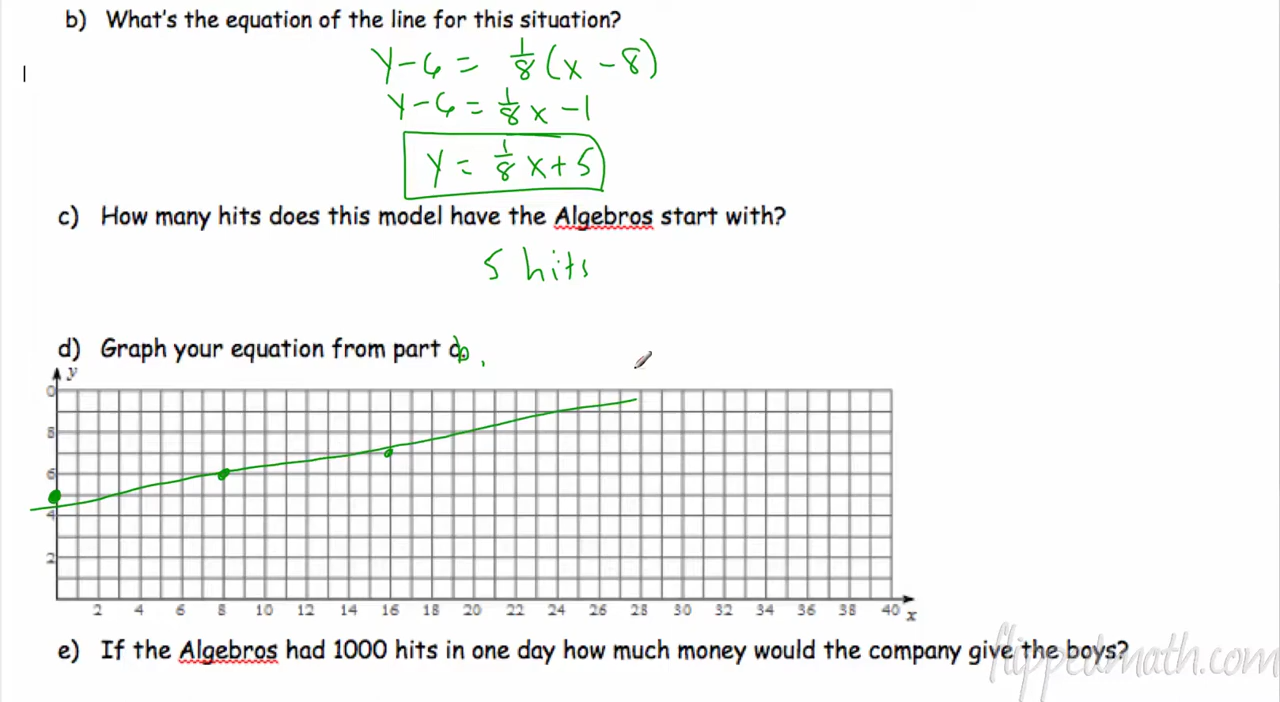 b) What's the equation of the line for this situation?
y-6 = 1/8 (x - 8)
y-6 = 1/8 x - 1
y = 1/8 x + 5
c) How many hits does this model have the Algebros start with?
5 hits
d) Graph your equation from part b.
y
0
8
6
4
2
2 4 6 8 10 12 14 16 18 20 22 24 26 28 30 32 34 36 38 40 x
e) If the Algebros had 1000 hits in one day how much money would the company give the boys?
flippedmath.com